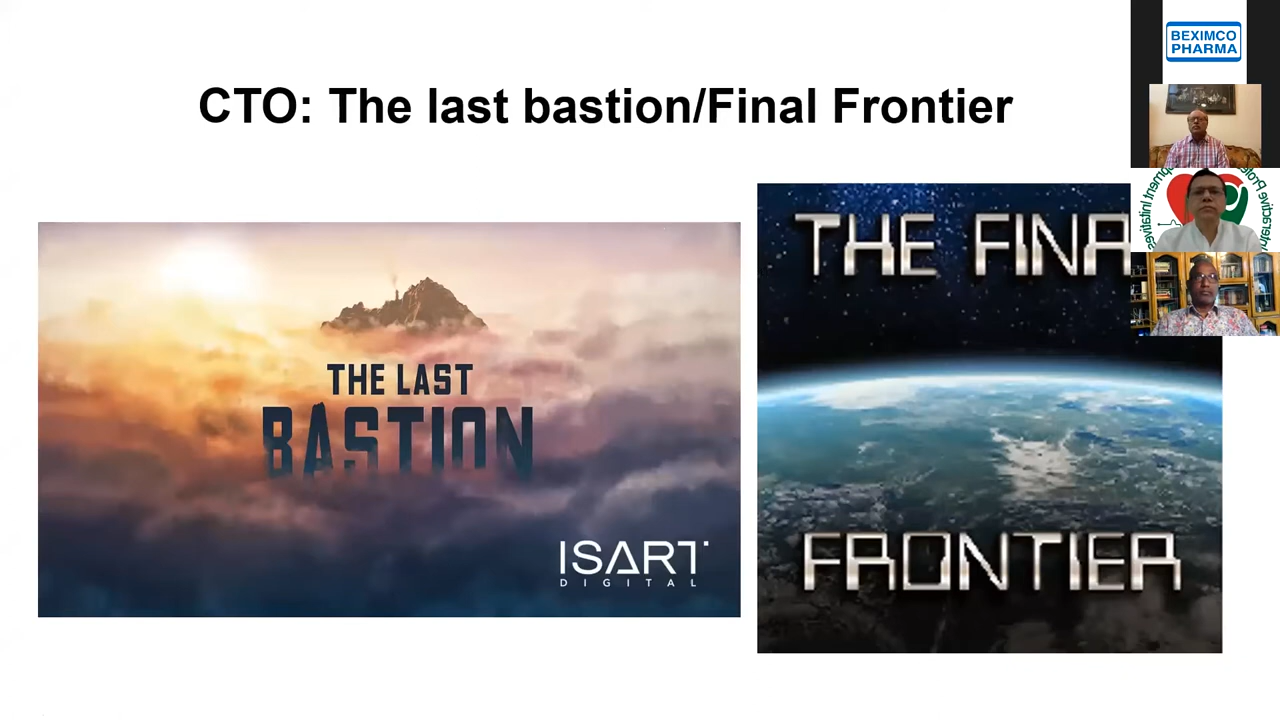 CTO: The last bastion/Final Frontier
THE LAST
BASTION
ISART
DIGITAL
THE FINA
FRONTIER
BEXIMCO
PHARMA